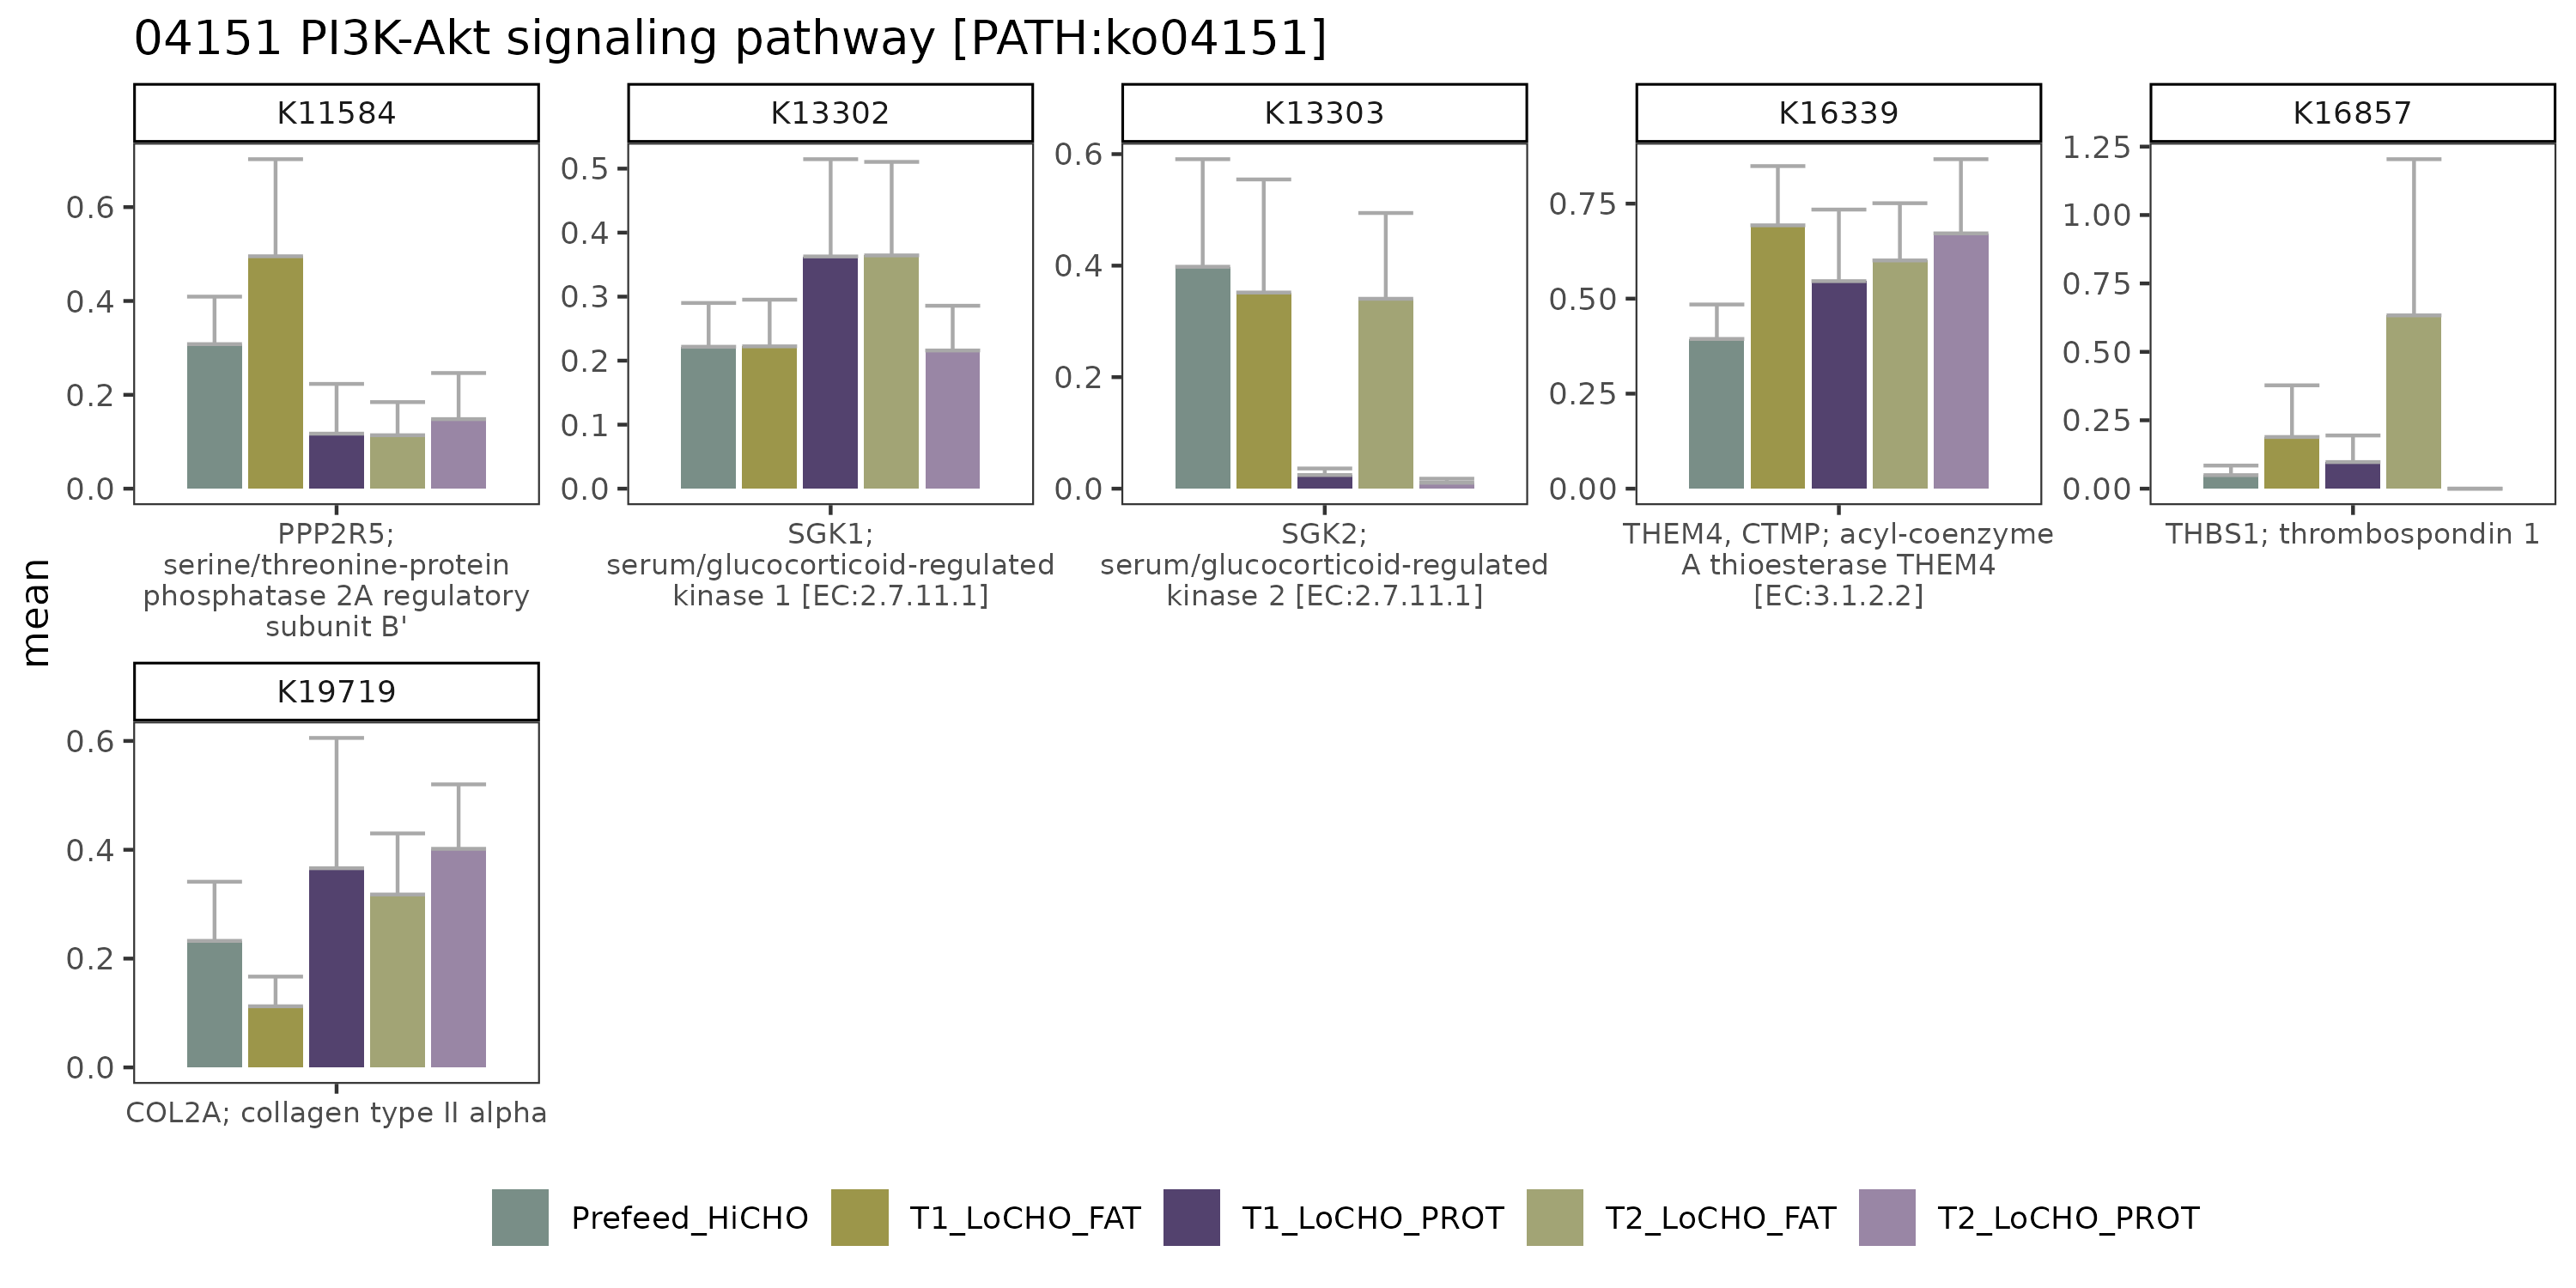 04151 PI3K-Akt signaling pathway [PATH:ko04151]
mean
K11584
0.6
0.4
0.2
0.0
PPP2R5;
serine/threonine-protein
phosphatase 2A regulatory
subunit B'
K13302
0.5
0.4
0.3
0.2
0.1
0.0
SGK1;
serum/glucocorticoid-regulated
kinase 1 [EC:2.7.11.1]
K13303
0.6
0.4
0.2
0.0
SGK2;
serum/glucocorticoid-regulated
kinase 2 [EC:2.7.11.1]
K16339
0.75
0.50
0.25
0.00
THEM4, CTMP; acyl-coenzyme
A thioesterase THEM4
[EC:3.1.2.2]
K16857
1.25
1.00
0.75
0.50
0.25
0.00
THBS1; thrombospondin 1
K19719
0.6
0.4
0.2
0.0
COL2A; collagen type II alpha
Prefeed_HiCHO
T1_LoCHO_FAT
T1_LoCHO_PROT
T2_LoCHO_FAT
T2_LoCHO_PROT